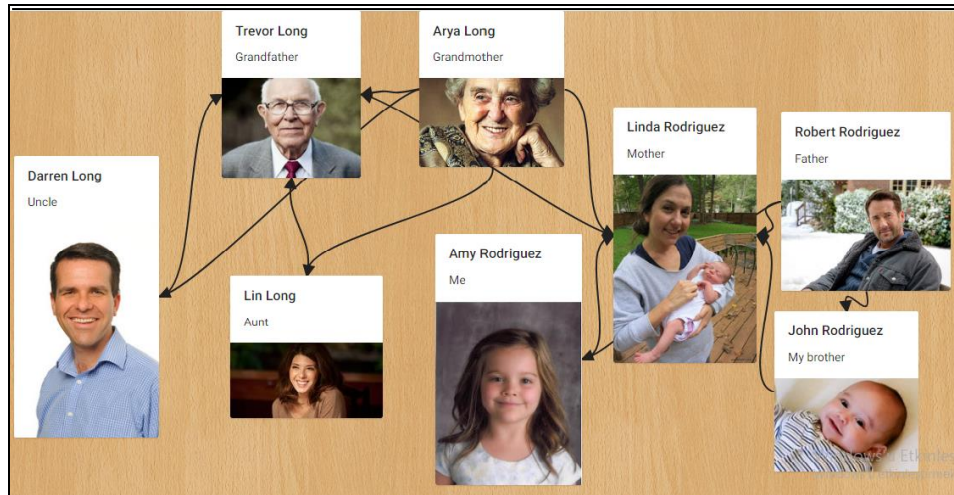 Trevor Long
Grandfather
Arya Long
Grandmother
Linda Rodriguez
Mother
Robert Rodriguez
Father
Darren Long
Uncle
Amy Rodriguez
Me
Lin Long
Aunt
John Rodriguez
My brother